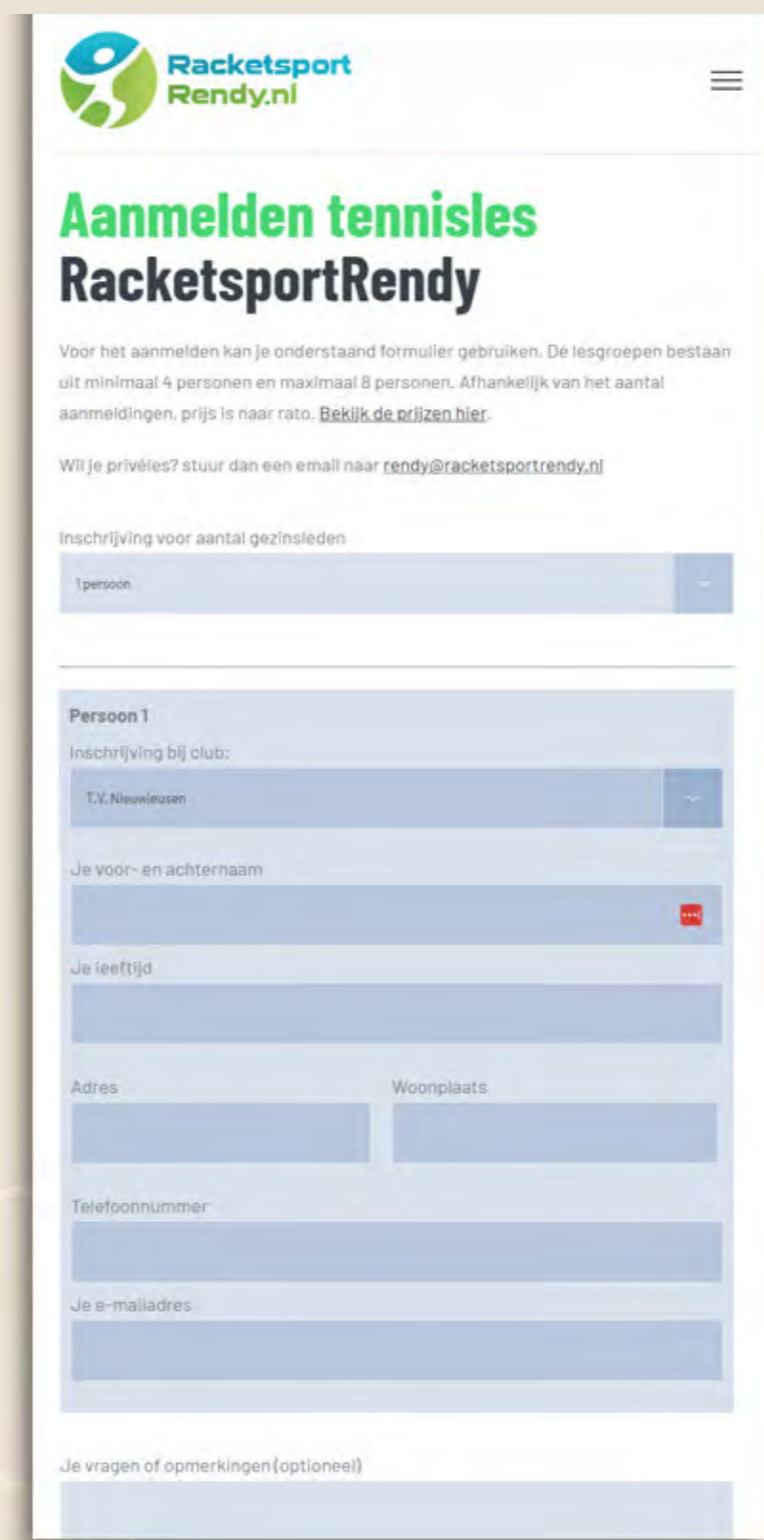 Racketsport
Rendy.nl
Aanmelden tennisles
RacketsportRendy
Voor het aanmelden kan je onderstaand formulier gebruiken. De lesgroepen bestaan
uit minimaal 4 personen en maximaal 8 personen. Afhankelijk van het aantal
aanmeldingen, prijs is naar rato. Bekijk de prijzen hier.
Wil je privéles? stuur dan een email naar rendy@racketsportrendy.nl
Inschrijving voor aantal gezinsleden
1 persoon
Persoon 1
Inschrijving bij club:
T.V. Nieuwleusen
Je voor- en achternaam
Je leeftijd
Adres Woonplaats
Telefoonnummer
Je e-mailadres
Je vragen of opmerkingen (optioneel)